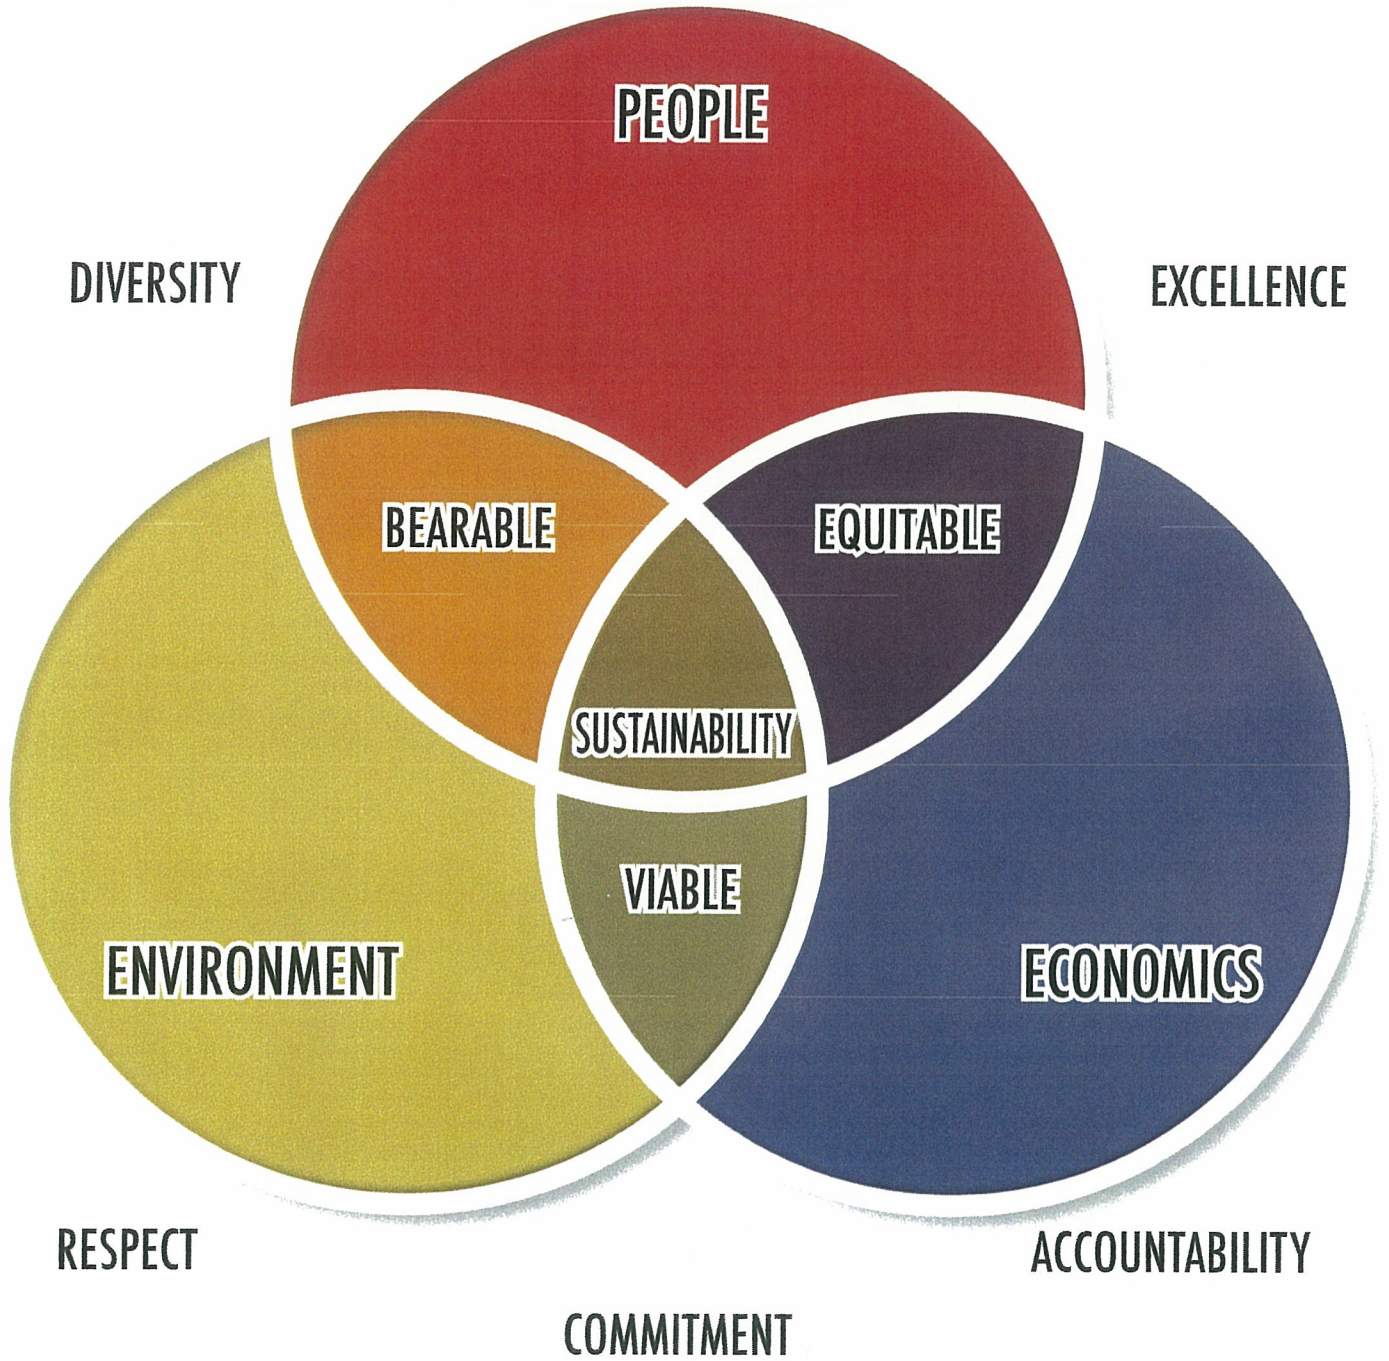 PEOPLE
DIVERSITY
EXCELLENCE
BEARABLE
EQUITABLE
SUSTAINABILITY
VIABLE
ENVIRONMENT
ECONOMICS
RESPECT
ACCOUNTABILITY
COMMITMENT